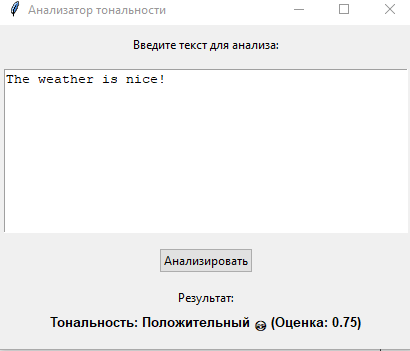 Анализатор тональности
Введите текст для анализа:
The weather is nice!
Анализировать
Результат:
Тональность: Положительный 😊 (Оценка: 0.75)